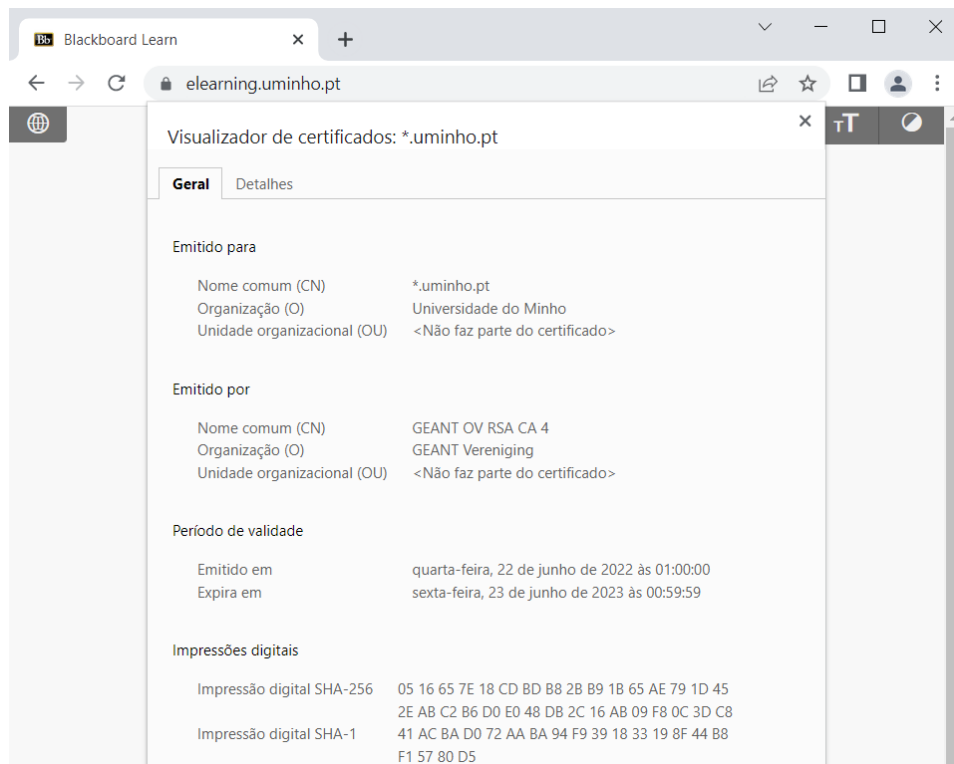 Bb Blackboard Learn
elearning.uminho.pt
Visualizador de certificados: *.uminho.pt
TT
Geral Detalhes
Emitido para
Nome comum (CN) *.uminho.pt
Organização (O) Universidade do Minho
Unidade organizacional (OU) <Não faz parte do certificado>
Emitido por
Nome comum (CN) GEANT OV RSA CA 4
Organização (O) GEANT Vereniging
Unidade organizacional (OU) <Não faz parte do certificado>
Período de validade
Emitido em quarta-feira, 22 de junho de 2022 às 01:00:00
Expira em sexta-feira, 23 de junho de 2023 às 00:59:59
Impressões digitais
Impressão digital SHA-256 05 16 65 7E 18 CD BD B8 2B B9 1B 65 AE 79 1D 45
2E AB C2 B6 D0 E0 48 DB 2C 16 AB 09 F8 0C 3D C8
Impressão digital SHA-1 41 AC BA D0 72 AA BA 94 F9 39 18 33 19 8F 44 B8
F1 57 80 D5